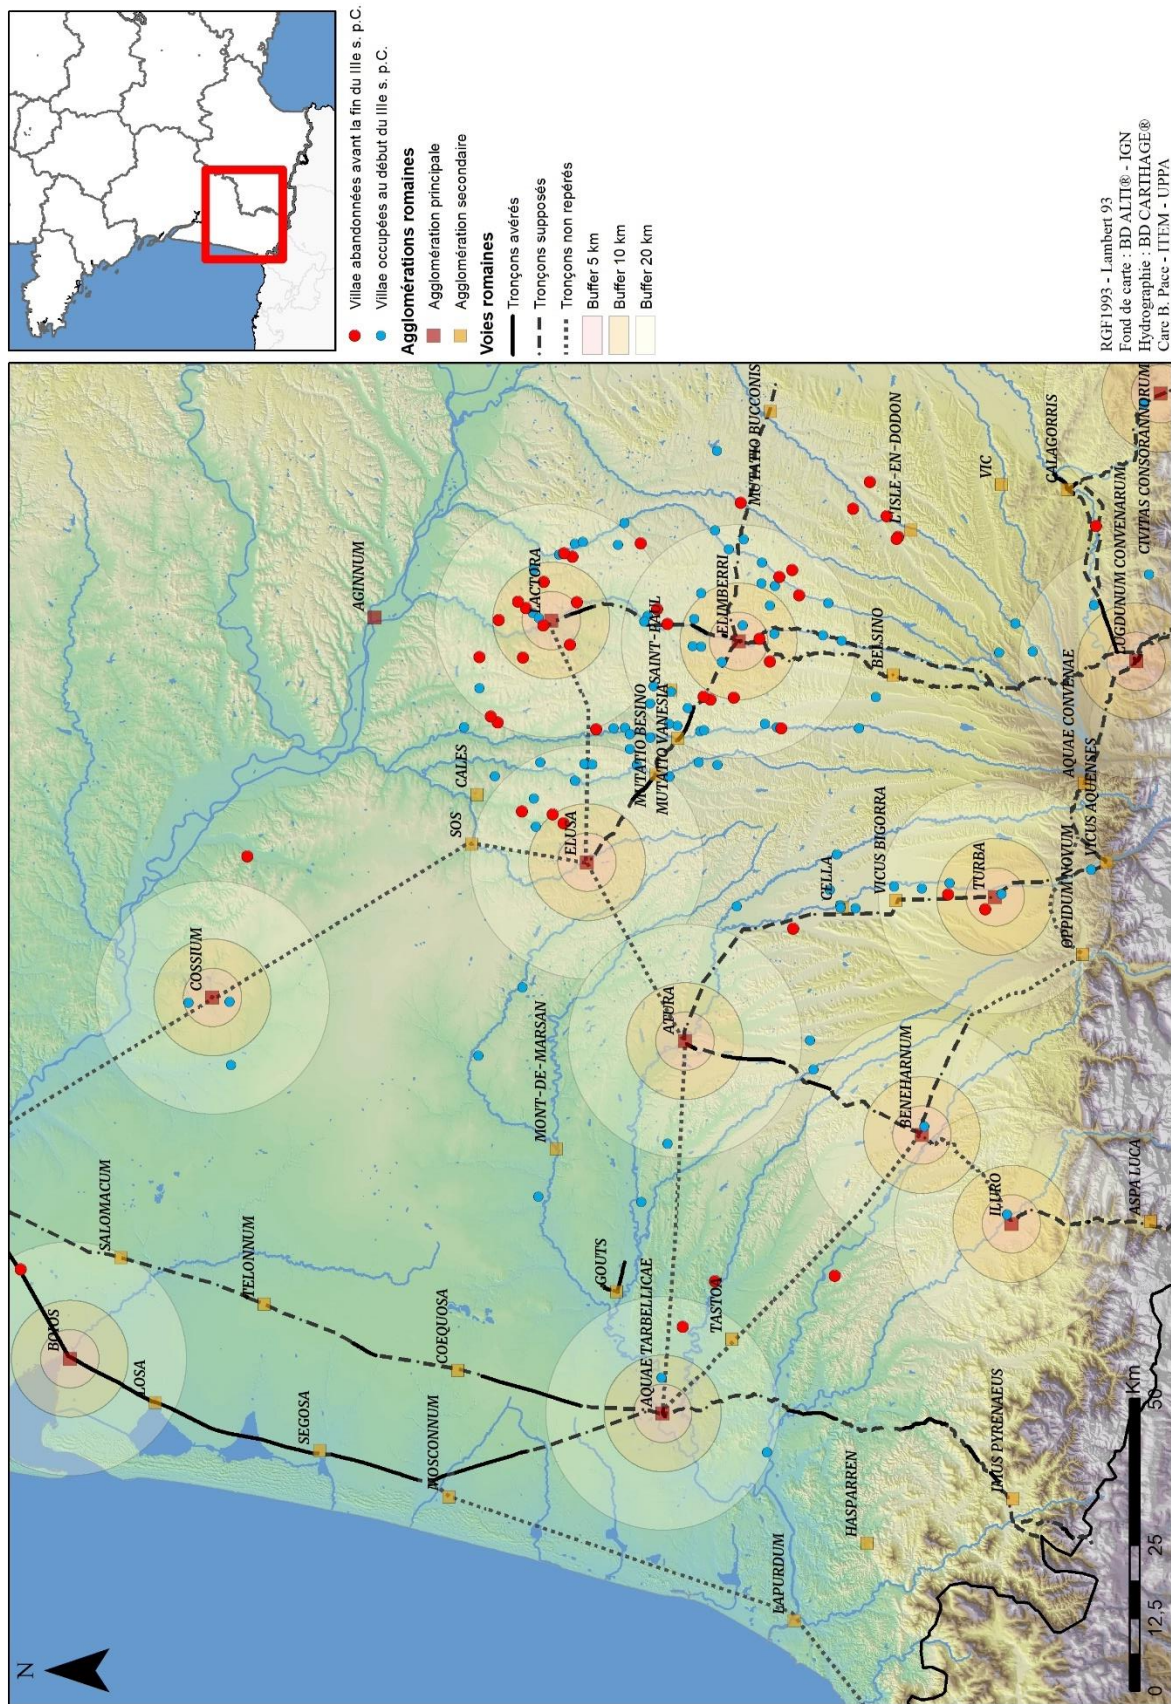 N
BOIOS
SALOMACUM
LOSA
TELONNUM
SEGOSA
COEQUOSA
MOSCONNUM
COSSIUM
AGINNUM
SOS
CALES
MONT-DE-MARSAN
GOUTS
ELUSA
LACTORA
AQUAE TARBELLICAE
ATURA
MUTATIO BESINO
MUTATIO VANESIA
SAINT-PAUL
ELIMBERRI
MUTATIO BUCCONIS
TASTOA
LAPURDUM
HASPARREN
CELLA
VICUS BIGORRA
BELSINO
L'ISLE-EN-DODON
BENEHARNUM
TURBA
VIC
IMUS PYRENAEUS
ILURO
OPPIDUM NOVUM
AQUAE CONVENAE
VICUS AQUENSES
CALAGORRIS
LUGDUNUM CONVENARUM
CIVITAS CONSORANNORUM
ASPA LUCA
0 12,5 25 50
Km
Villae abandonnées avant la fin du IIIe s. p.C.
Villae occupées au début du IIIe s. p.C.
Agglomérations romaines
Agglomération principale
Agglomération secondaire
Voies romaines
Tronçons avérés
Tronçons supposés
Tronçons non repérés
Buffer 5 km
Buffer 10 km
Buffer 20 km
RGF1993 - Lambert 93
Fond de carte : BD ALTI® - IGN
Hydrographie : BD CARTHAGE®
Care B. Pace - ITEM - UPPA